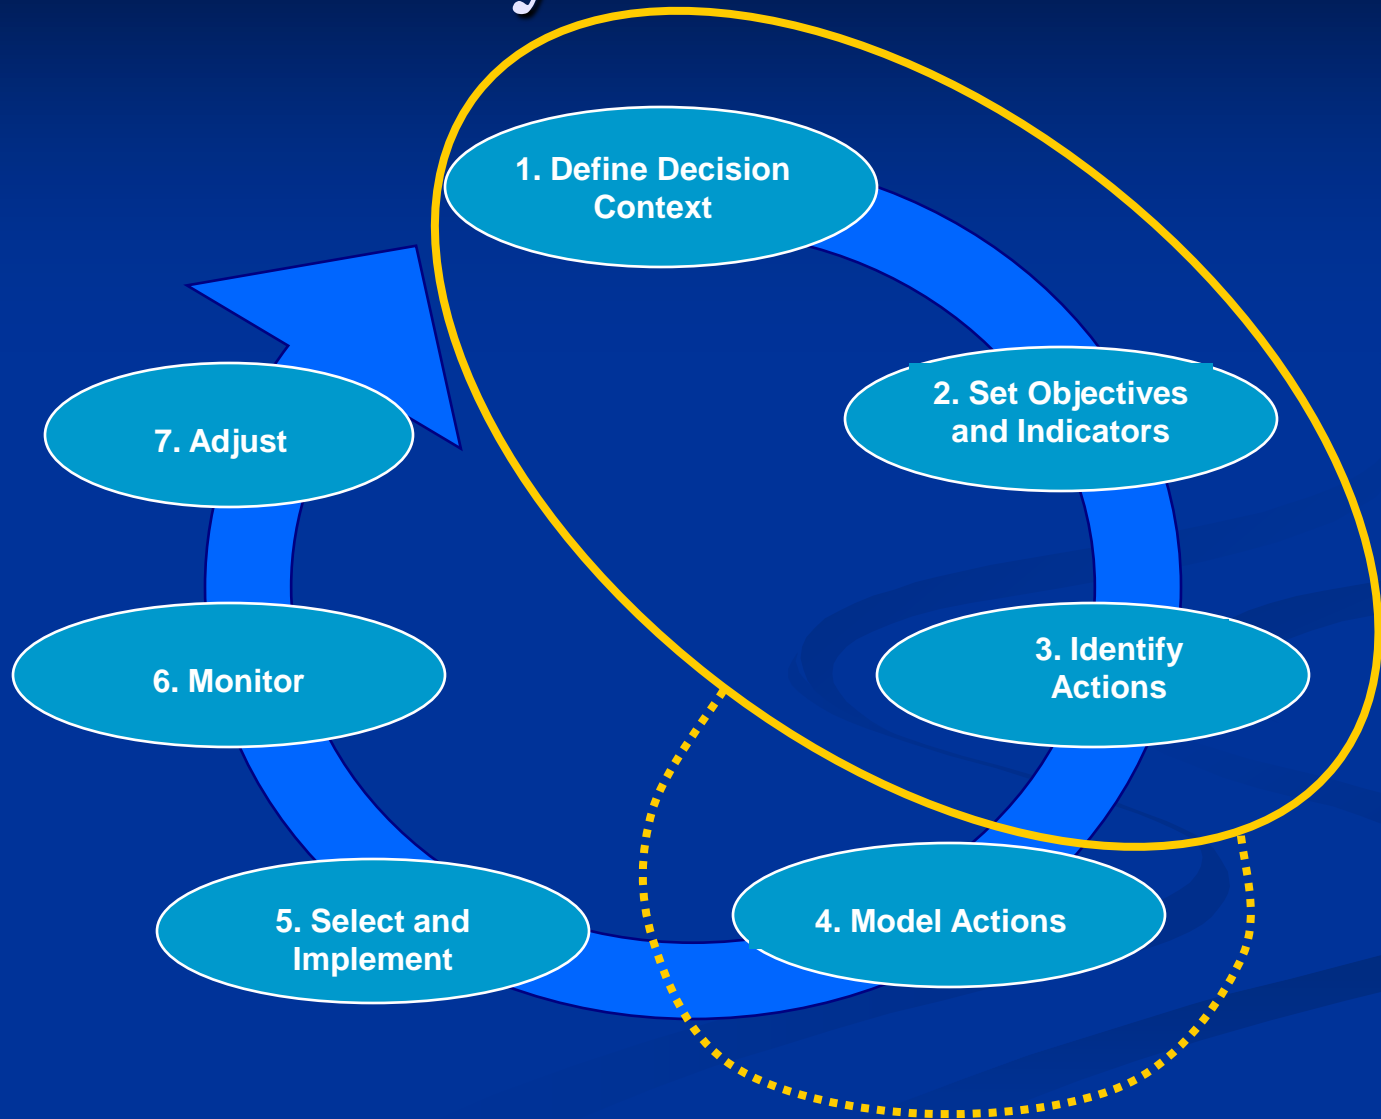 1. Define Decision
Context
2. Set Objectives
and Indicators
3. Identify
Actions
4. Model Actions
5. Select and
Implement
6. Monitor
7. Adjust